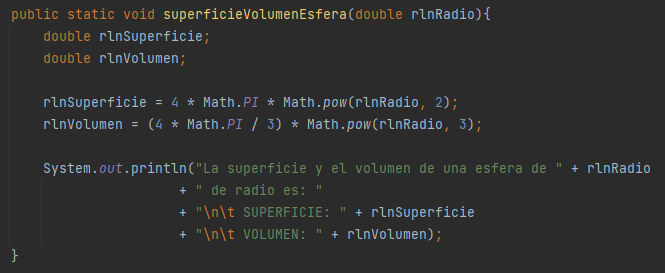 public static void superficieVolumenEsfera(double rlnRadio){
    double rlnSuperficie;
    double rlnVolumen;

    rlnSuperficie = 4 * Math.PI * Math.pow(rlnRadio, 2);
    rlnVolumen = (4 * Math.PI / 3) * Math.pow(rlnRadio, 3);

    System.out.println("La superficie y el volumen de una esfera de " + rlnRadio
                     + " de radio es: "
                     + "\n\t SUPERFICIE: " + rlnSuperficie
                     + "\n\t VOLUMEN: " + rlnVolumen);
}